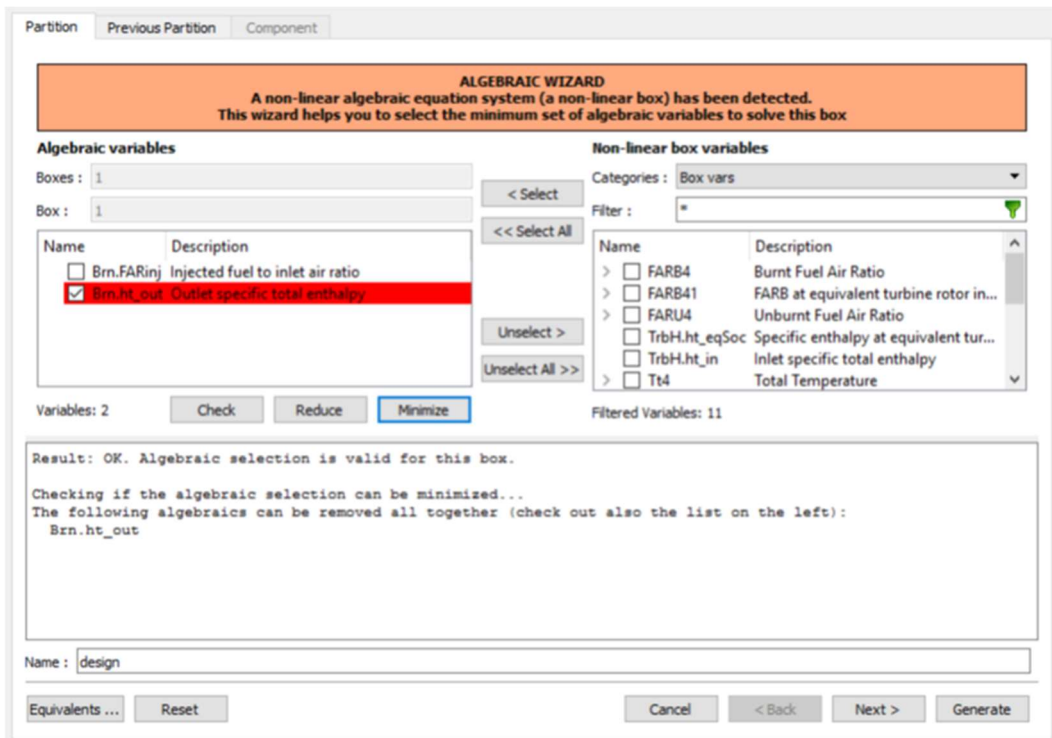 Partition Previous Partition Component
ALGEBRAIC WIZARD
A non-linear algebraic equation system (a non-linear box) has been detected.
This wizard helps you to select the minimum set of algebraic variables to solve this box
Algebraic variables
Boxes : 1
Box : 1
Name Description
Brn.FARinj Injected fuel to inlet air ratio
Brn.ht_out Outlet specific total enthalpy
Variables: 2 Check Reduce Minimize
< Select
<< Select All
Unselect >
Unselect All >>
Non-linear box variables
Categories : Box vars
Filter : *
Name Description
> FARB4 Burnt Fuel Air Ratio
> FARB41 FARB at equivalent turbine rotor in...
> FARU4 Unburnt Fuel Air Ratio
TrbH.ht_eqSoc Specific enthalpy at equivalent tur...
TrbH.ht_in Inlet specific total enthalpy
> Tt4 Total Temperature
Filtered Variables: 11
Result: OK. Algebraic selection is valid for this box.
Checking if the algebraic selection can be minimized...
The following algebraics can be removed all together (check out also the list on the left):
Brn.ht_out
Name : design
Equivalents ... Reset Cancel < Back Next > Generate